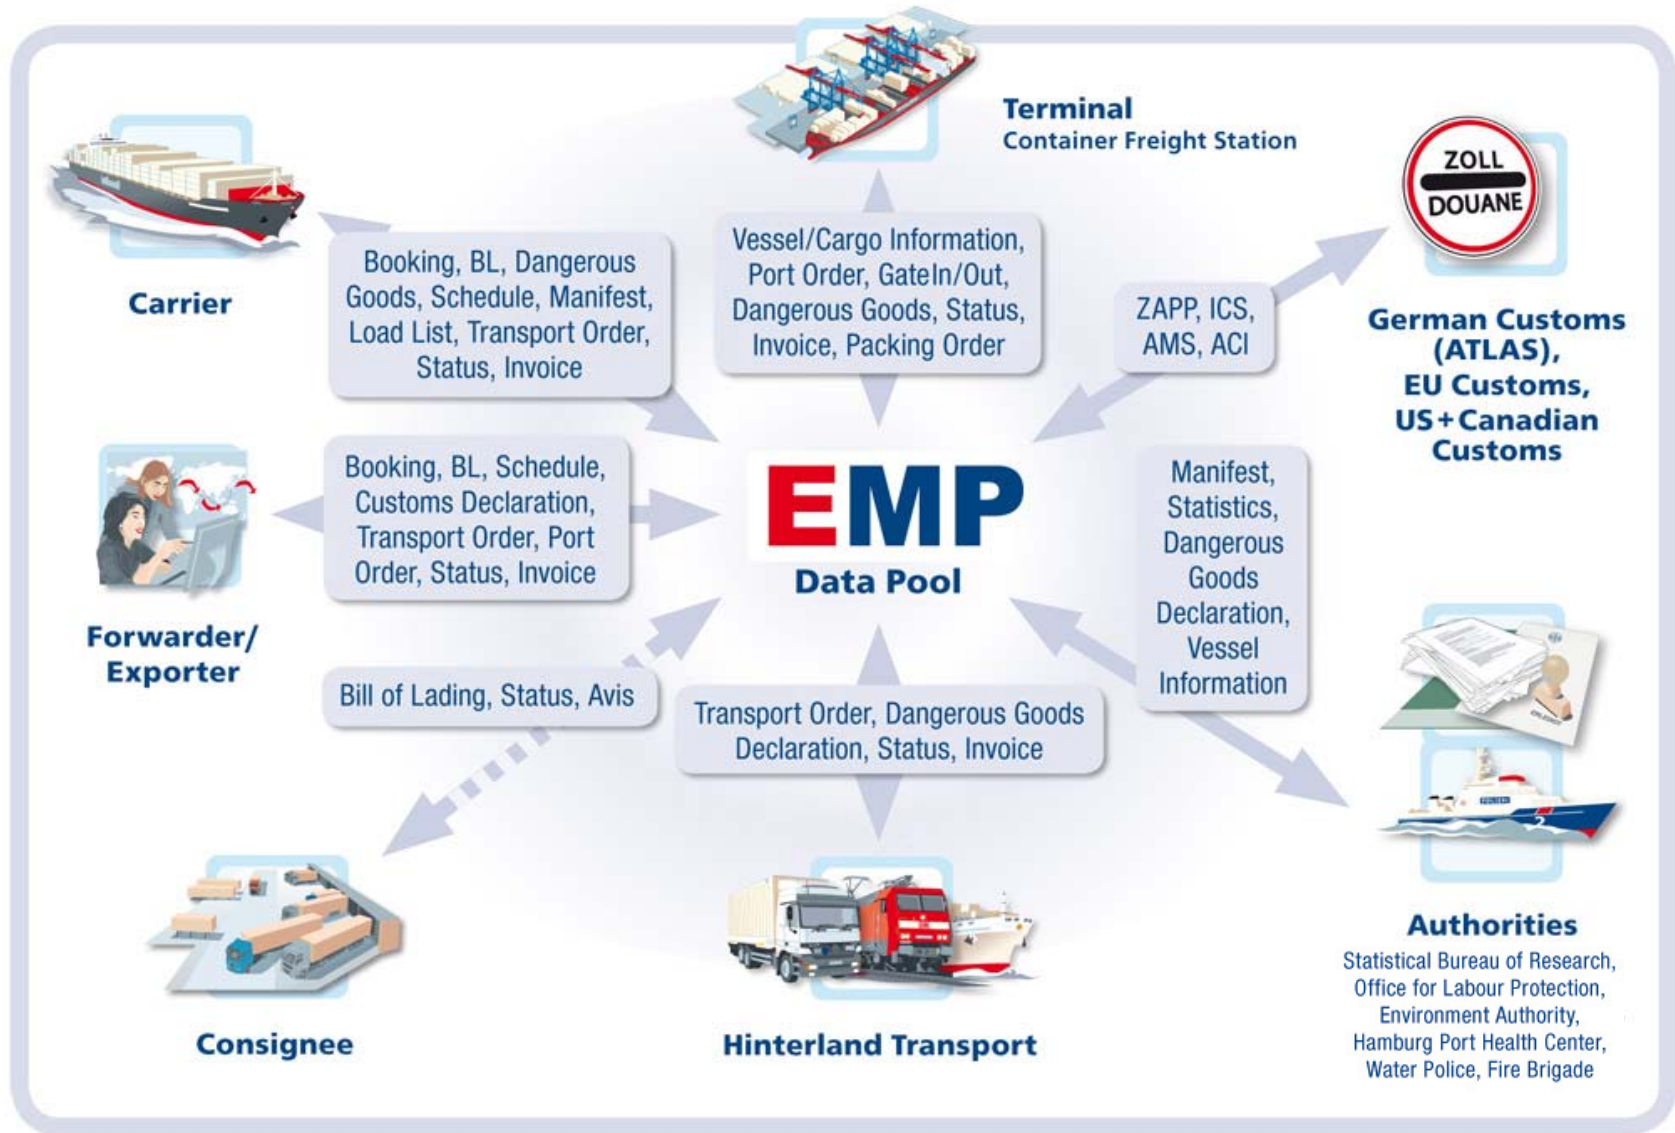 Terminal
Container Freight Station
ZOLL
DOUANE
Carrier
Booking, BL, Dangerous
Goods, Schedule, Manifest,
Load List, Transport Order,
Status, Invoice
Vessel/Cargo Information,
Port Order, GateIn/Out,
Dangerous Goods, Status,
Invoice, Packing Order
ZAPP, ICS,
AMS, ACI
German Customs
(ATLAS),
EU Customs,
US+Canadian
Customs
Booking, BL, Schedule,
Customs Declaration,
Transport Order, Port
Order, Status, Invoice
EMP
Data Pool
Manifest,
Statistics,
Dangerous
Goods
Declaration,
Vessel
Information
Forwarder/
Exporter
Bill of Lading, Status, Avis
Transport Order, Dangerous Goods
Declaration, Status, Invoice
POLIZEI
2
Authorities
Statistical Bureau of Research,
Office for Labour Protection,
Environment Authority,
Hamburg Port Health Center,
Water Police, Fire Brigade
Consignee
Hinterland Transport